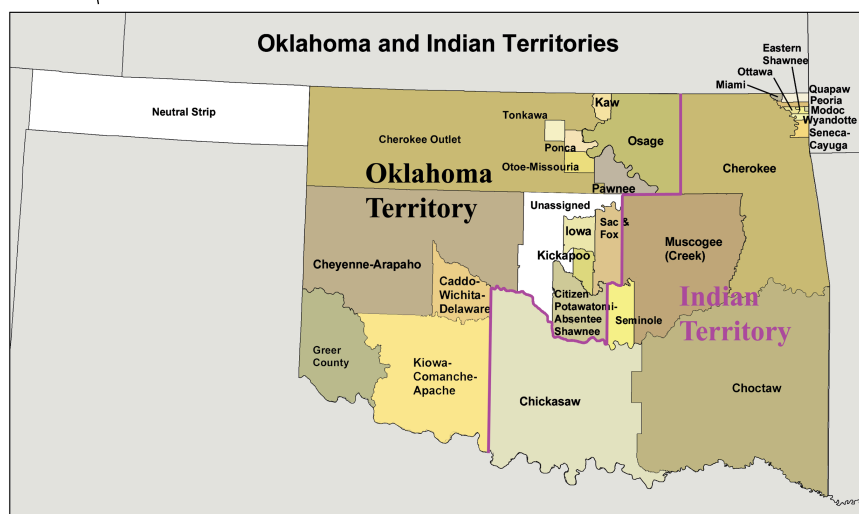 Oklahoma and Indian Territories
Eastern
Shawnee
Ottawa
Miami
Quapaw
Peoria
Modoc
Wyandotte
Seneca-
Cayuga
Neutral Strip
Kaw
Tonkawa
Cherokee Outlet
Ponca
Osage
Otoe-Missouria
Cherokee
Oklahoma
Territory
Pawnee
Unassigned
Sac &
Fox
Iowa
Muscogee
(Creek)
Kickapoo
Cheyenne-Arapaho
Caddo-
Wichita-
Delaware
Citizen
Potawatomi-
Absentee
Shawnee
Seminole
Indian
Territory
Greer
County
Kiowa-
Comanche-
Apache
Chickasaw
Choctaw